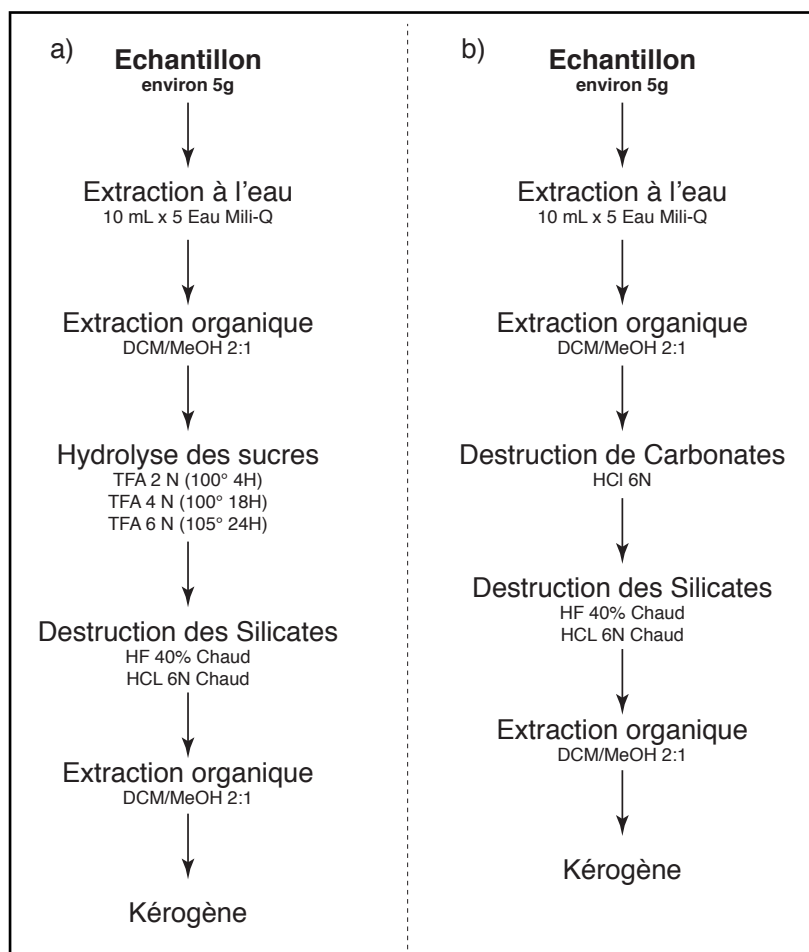 a)
Echantillon
environ 5g
Extraction à l'eau
10 mL x 5 Eau Mili-Q
Extraction organique
DCM/MeOH 2:1
Hydrolyse des sucres
TFA 2 N (100° 4H)
TFA 4 N (100° 18H)
TFA 6 N (105° 24H)
Destruction des Silicates
HF 40% Chaud
HCL 6N Chaud
Extraction organique
DCM/MeOH 2:1
Kérogène
b)
Echantillon
environ 5g
Extraction à l'eau
10 mL x 5 Eau Mili-Q
Extraction organique
DCM/MeOH 2:1
Destruction de Carbonates
HCl 6N
Destruction des Silicates
HF 40% Chaud
HCL 6N Chaud
Extraction organique
DCM/MeOH 2:1
Kérogène